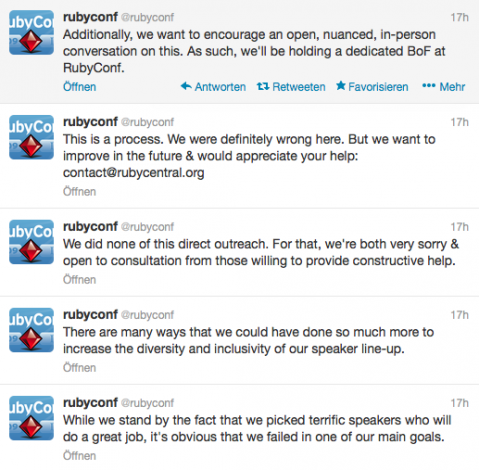 rubyconf @rubyconf 17h
Additionally, we want to encourage an open, nuanced, in-person
conversation on this. As such, we'll be holding a dedicated BoF at
RubyConf.
Öffnen Antworten Retweeten Favorisieren Mehr
rubyconf @rubyconf 17h
This is a process. We were definitely wrong here. But we want to
improve in the future & would appreciate your help:
contact@rubycentral.org
Öffnen
rubyconf @rubyconf 17h
We did none of this direct outreach. For that, we're both very sorry &
open to consultation from those willing to provide constructive help.
Öffnen
rubyconf @rubyconf 17h
There are many ways that we could have done so much more to
increase the diversity and inclusivity of our speaker line-up.
Öffnen
rubyconf @rubyconf 17h
While we stand by the fact that we picked terrific speakers who will
do a great job, it's obvious that we failed in one of our main goals.
Öffnen